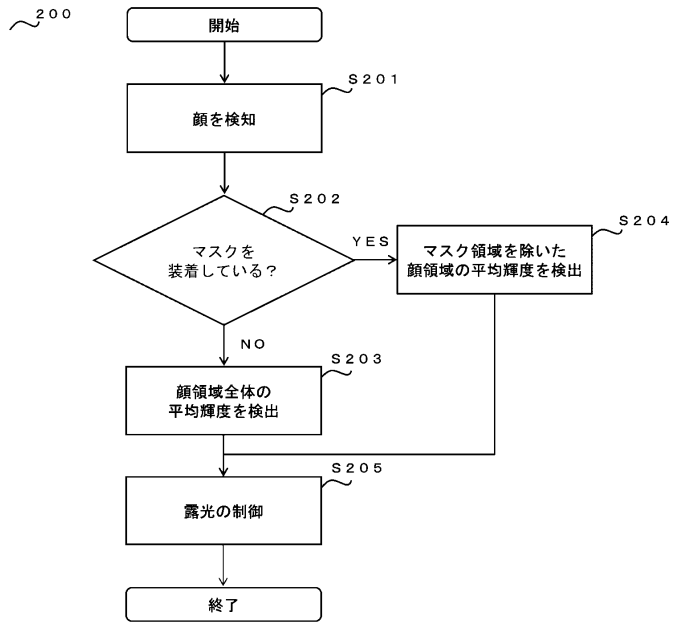 200
開始
S201
顔を検知
S202
マスクを
装着している？
YES
S204
マスク領域を除いた
顔領域の平均輝度を検出
NO
S203
顔領域全体の
平均輝度を検出
S205
露光の制御
終了